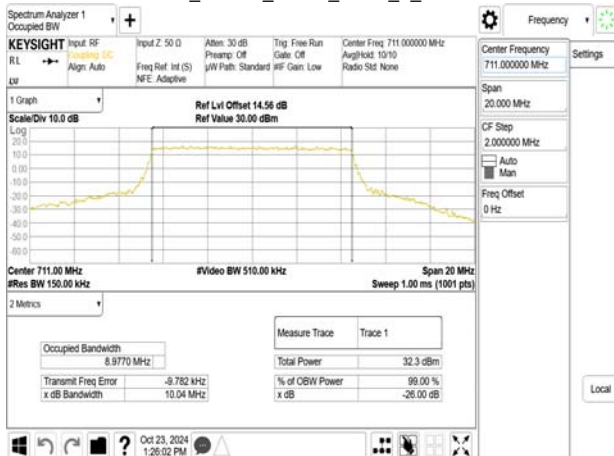 Spectrum Analyzer 1
Occupied BW
Frequency
KEYSIGHT
RL
Input: RF
Coupling: DC
Align: Auto
Input Z: 50 Ω
Freq Ref: Int (S)
NFE: Adaptive
Atten: 30 dB
Preamp: Off
µW Path: Standard
Trig: Free Run
Gate: Off
#IF Gain: Low
Center Freq: 711.000000 MHz
Avg|Hold: 10/10
Radio Std: None
Center Frequency
711.000000 MHz
Settings
Span
20.000 MHz
CF Step
2.000000 MHz
Auto
Man
Freq Offset
0 Hz
Local
1 Graph
Scale/Div 10.0 dB
Ref Lvl Offset 14.56 dB
Ref Value 30.00 dBm
Log
20.0
10.0
0.00
-10.0
-20.0
-30.0
-40.0
-50.0
-60.0
Center 711.00 MHz
#Video BW 510.00 kHz
Span 20 MHz
#Res BW 150.00 kHz
Sweep 1.00 ms (1001 pts)
2 Metrics
Measure Trace Trace 1
Occupied Bandwidth
8.9770 MHz
Total Power 32.3 dBm
Transmit Freq Error -9.782 kHz
% of OBW Power 99.00 %
x dB Bandwidth 10.04 MHz
x dB -26.00 dB
Oct 23, 2024
1:26:02 PM